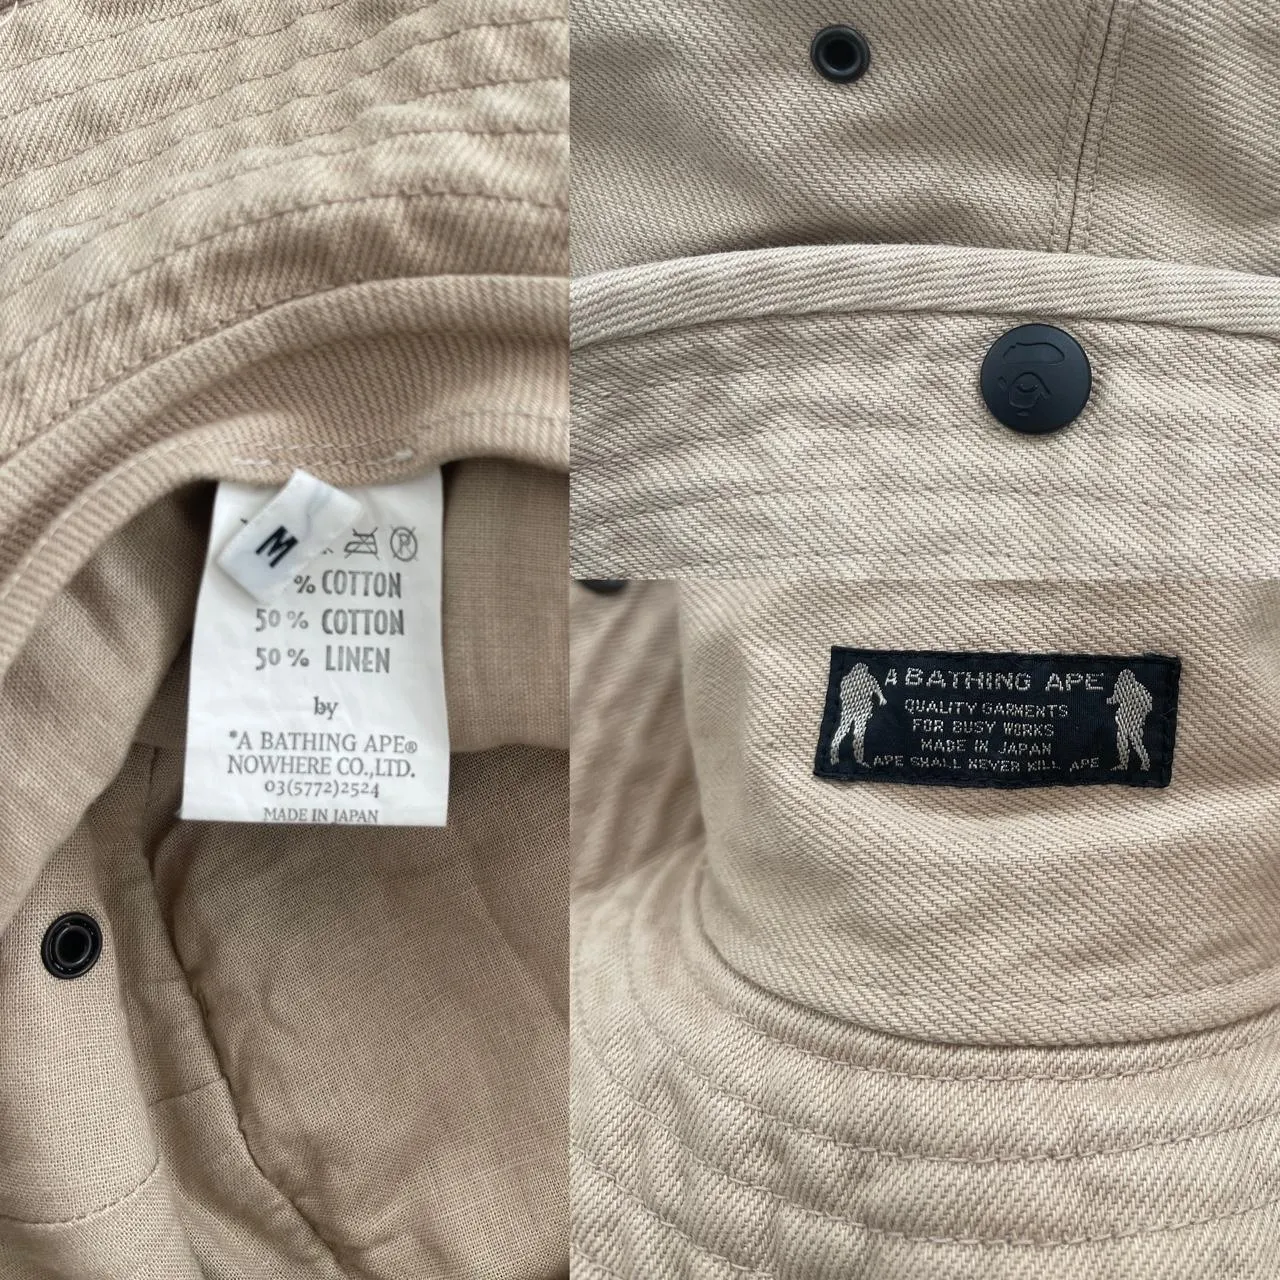 M
% COTTON
50% COTTON
50% LINEN
by
*A BATHING APE®
NOWHERE CO.,LTD.
03(5772)2524
MADE IN JAPAN
A BATHING APE
QUALITY GARMENTS
FOR BUSY WORKS
MADE IN JAPAN
APE SHALL NEVER KILL APE